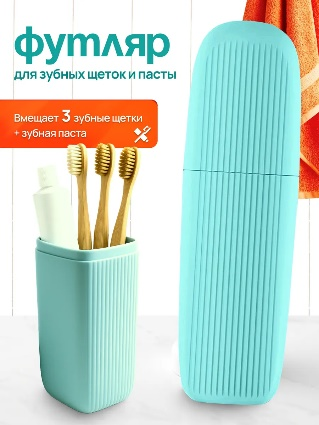 футляр
для зубных щеток и пасты
Вмещает 3 зубные щетки
+ зубная паста